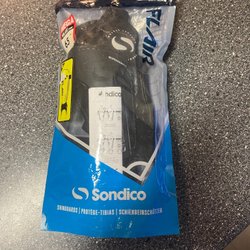 FLAIR
Sondico
Sondico
SHINGUARDS | PROTÈGE-TIBIAS | SCHIENBEINSCHÜTZER